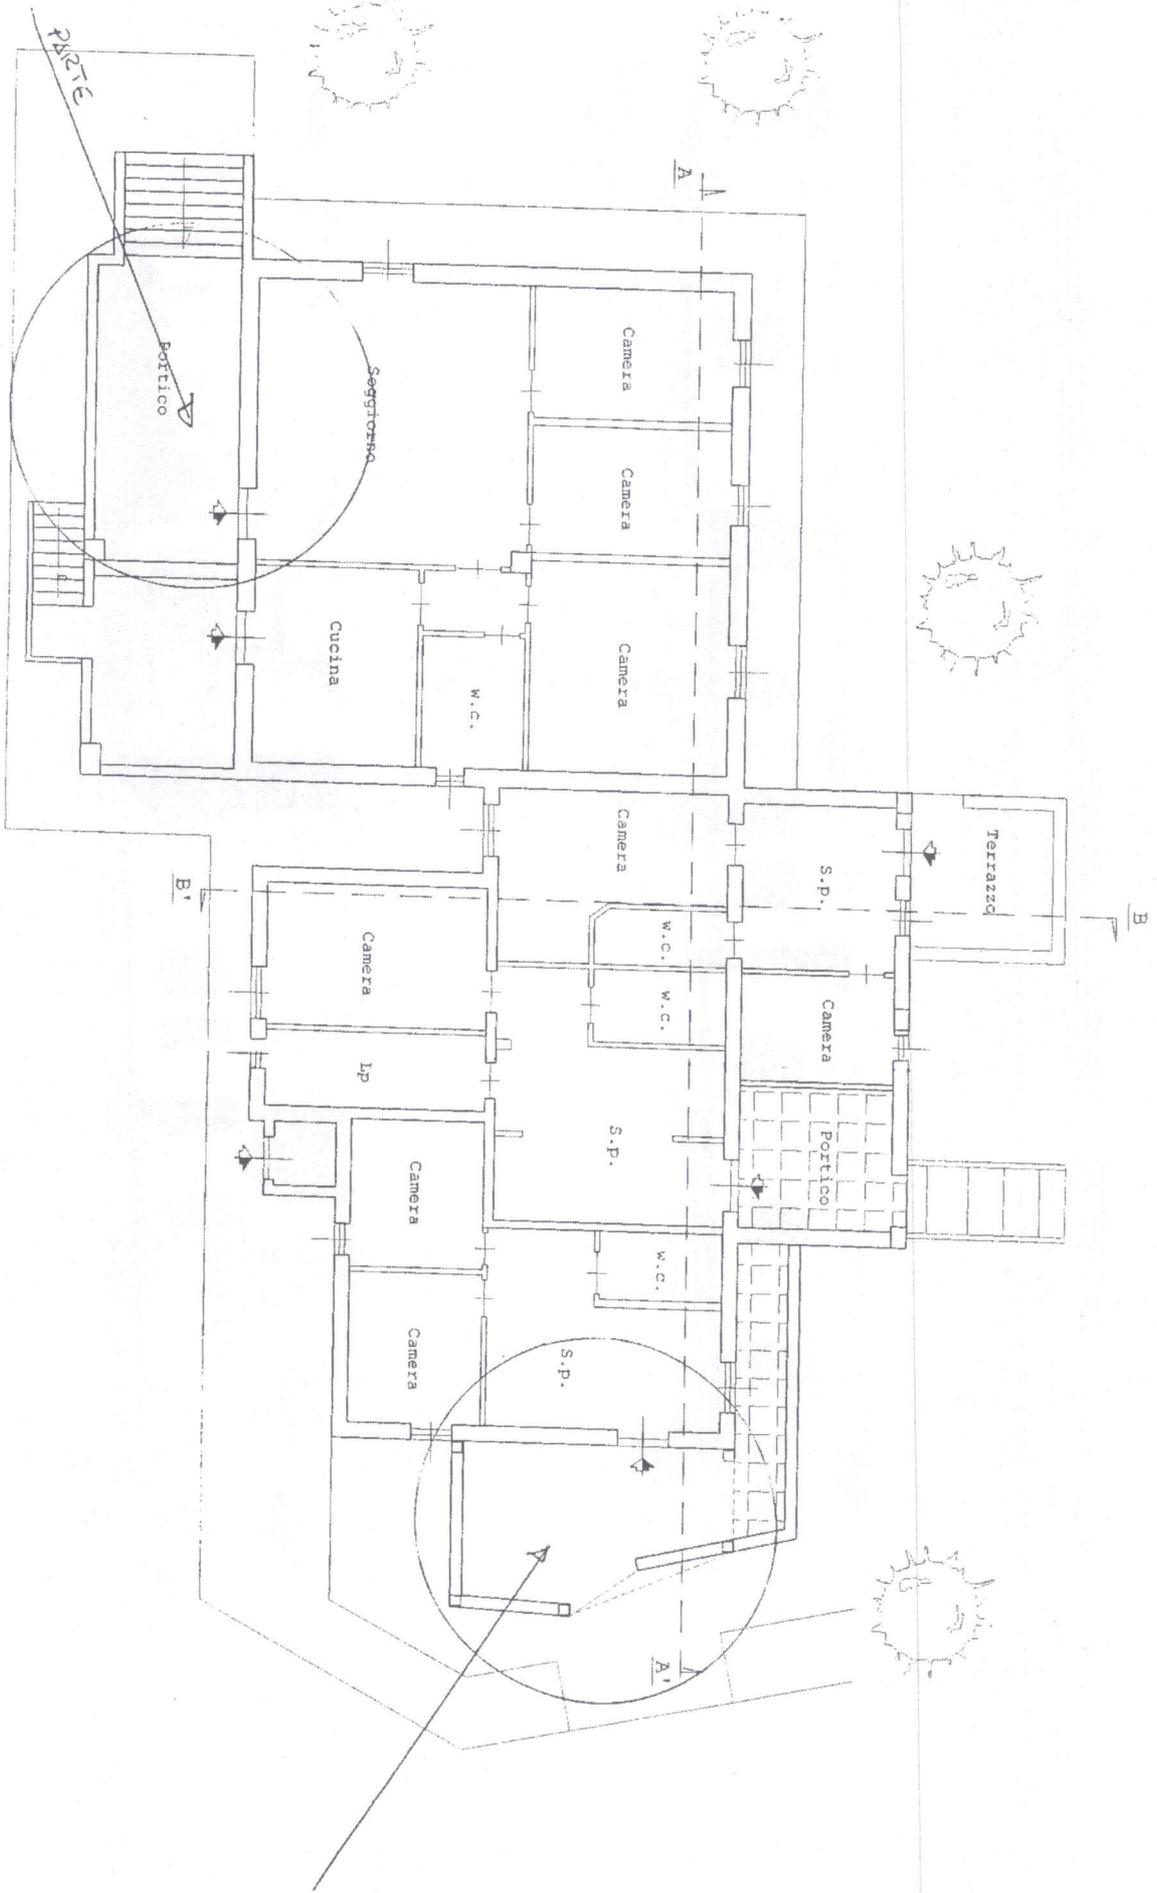 PARTE
A
Portico
Soggiorno
Camera
Camera
Cucina
w.c.
Camera
Camera
S.p.
Terrazzo
B'
B
Camera
w.c.
w.c.
Camera
Lp
S.p.
Portico
Camera
w.c.
Camera
S.p.
A'